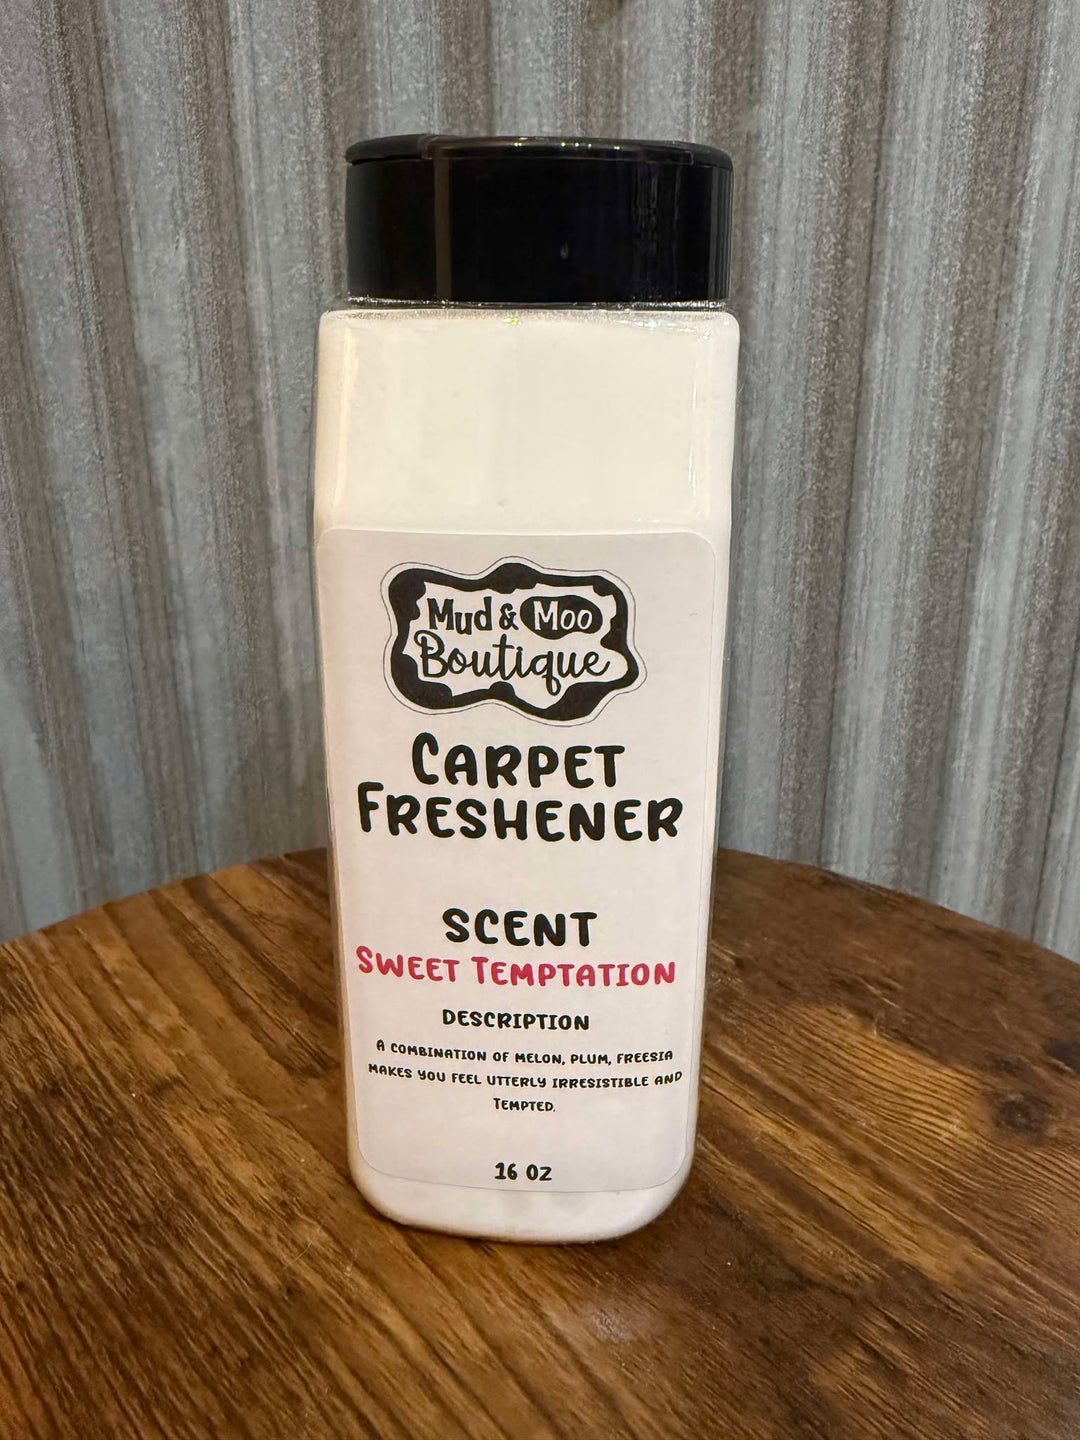 Mud & Moo
Boutique
CARPET
FRESHENER
SCENT
SWEET TEMPTATION
DESCRIPTION
A COMBINATION OF MELON, PLUM, FREESIA
MAKES YOU FEEL UTTERLY IRRESISTIBLE AND
TEMPTED.
16 OZ